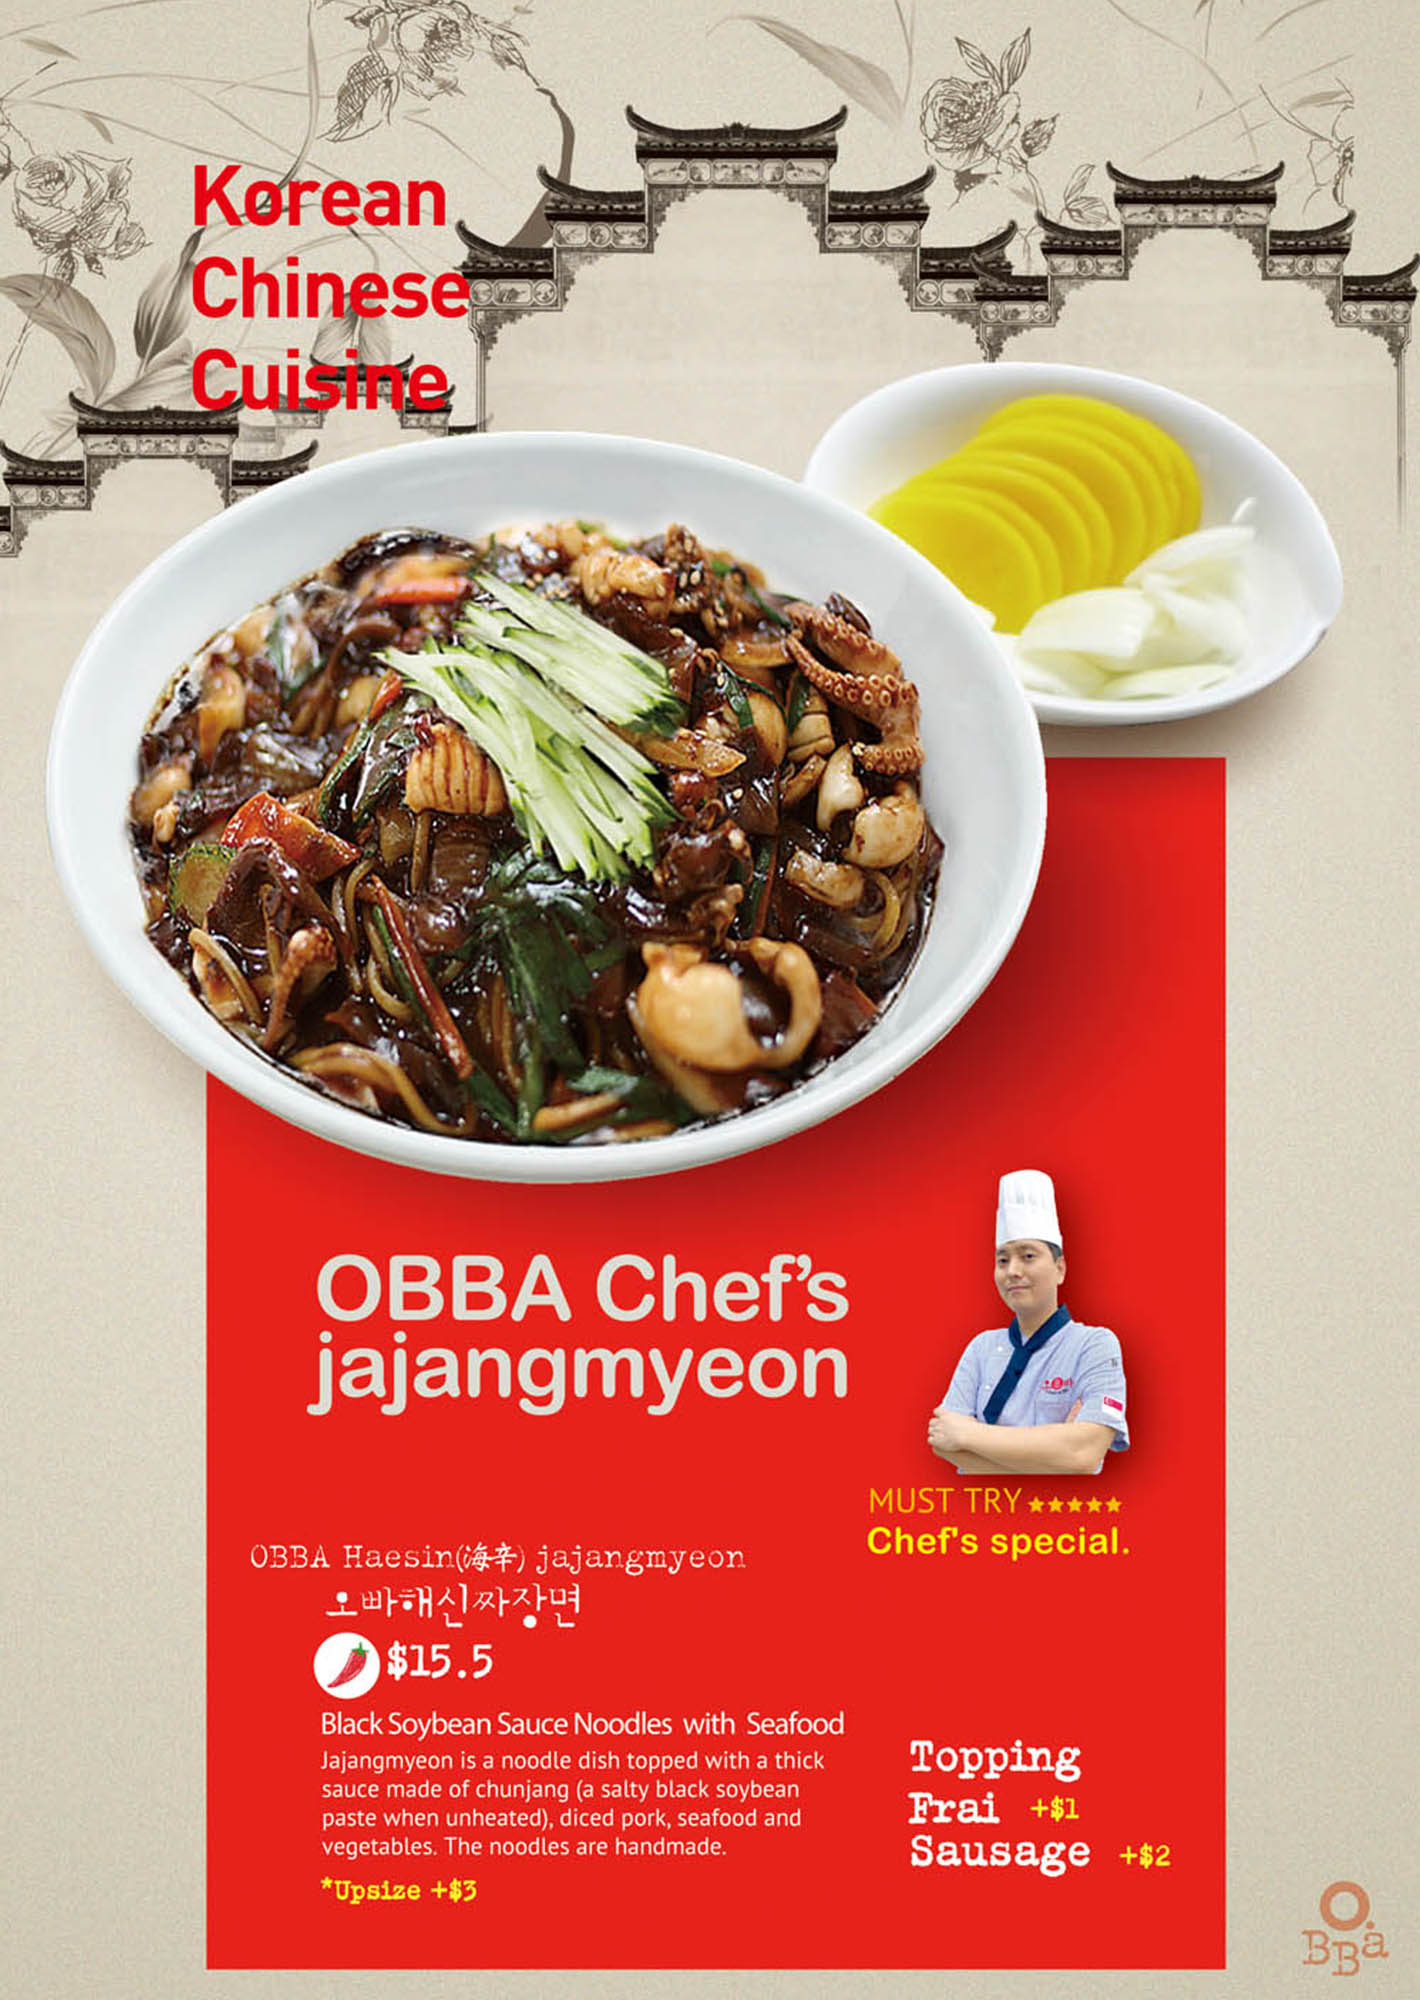 Korean
Chinese
Cuisine
OBBA Chef's
jajangmyeon
MUST TRY ★★★★★
Chef's special.
OBBA Haesin(海辛) jajangmyeon
오빠해신짜장면
$15.5
Black Soybean Sauce Noodles with Seafood
Jajangmyeon is a noodle dish topped with a thick
sauce made of chunjang (a salty black soybean
paste when unheated), diced pork, seafood and
vegetables. The noodles are handmade.
*Upsize +$3
Topping
Frai +$1
Sausage +$2
O.
BBa